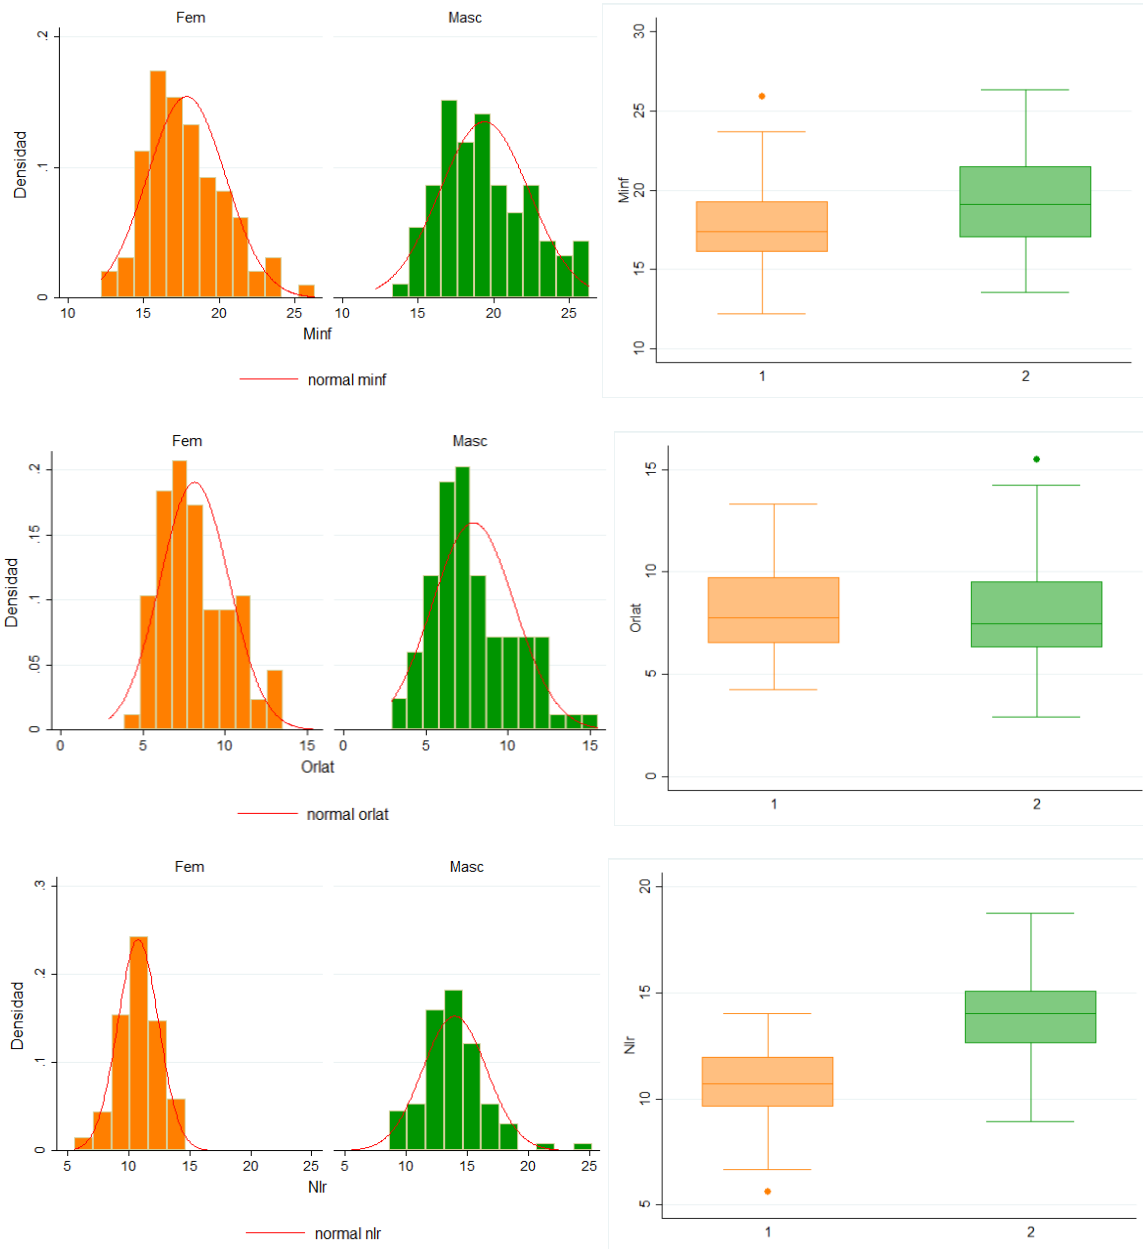 Fem Masc
Densidad
.2
.1
0
10 15 20 25 10 15 20 25
Minf
normal minf
Minf
30
25
20
15
10
1 2
Fem Masc
Densidad
.2
.15
.1
.05
0
0 5 10 15 0 5 10 15
Orlat
normal orlat
Orlat
15
10
5
0
1 2
Fem Masc
Densidad
.3
.2
.1
0
5 10 15 20 25 5 10 15 20 25
Nlr
normal nlr
Nlr
20
15
10
5
1 2